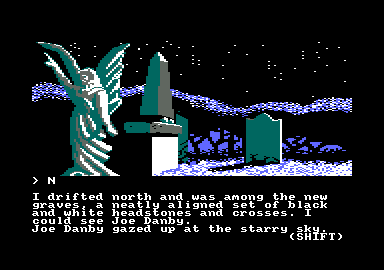 > N
I drifted north and was among the new
graves, a neatly aligned set of black
and white headstones and crosses. I
could see Joe Danby.
Joe Danby gazed up at the starry sky.
(SHIFT)